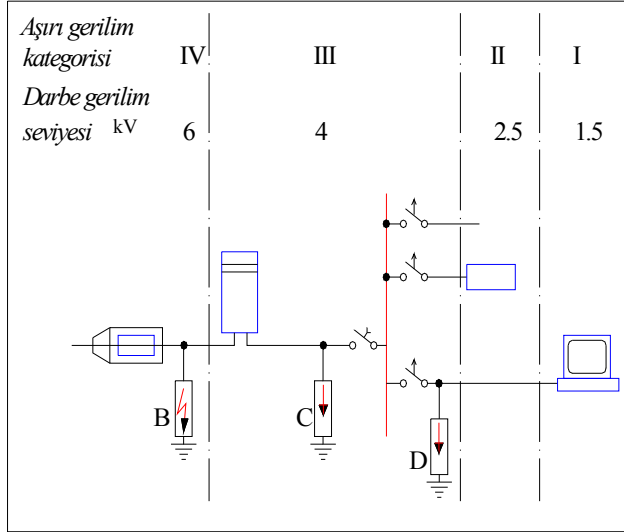 Aşırı gerilim
kategorisi IV III II I
Darbe gerilim
seviyesi kV 6 4 2.5 1.5
B C D